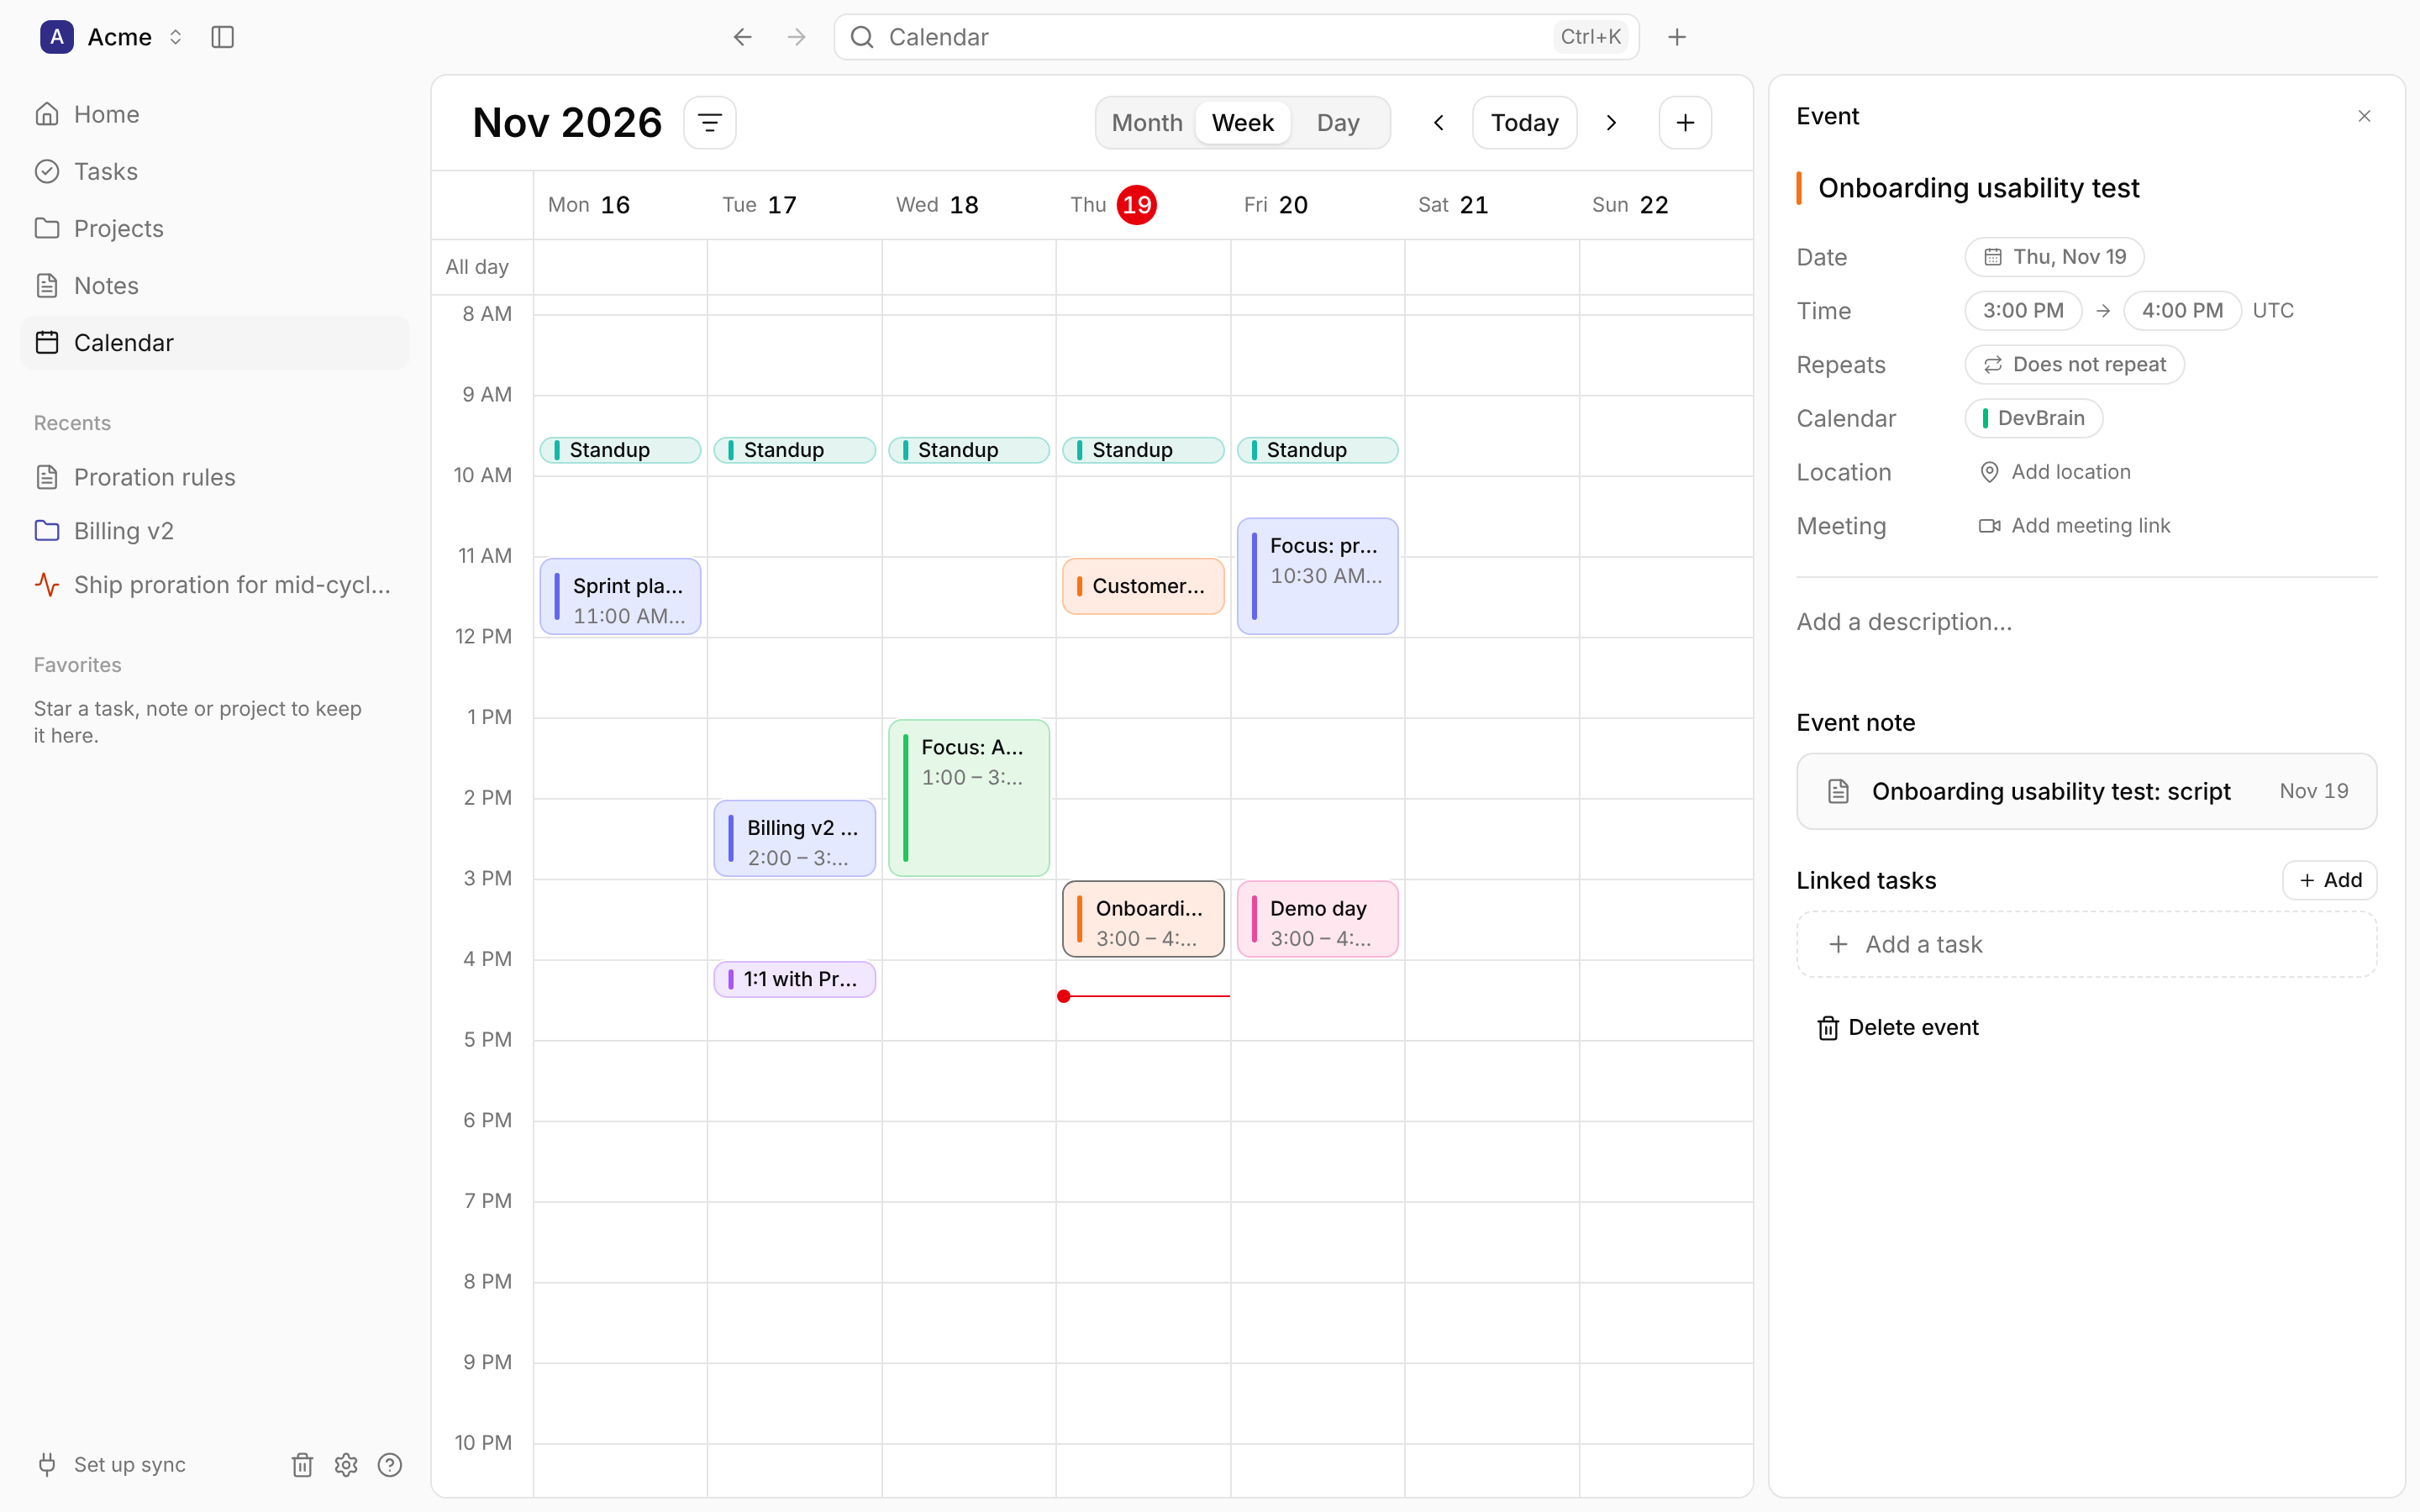 A Acme
Calendar Ctrl+K
Home
Tasks
Projects
Notes
Calendar
Recents
Proration rules
Billing v2
Ship proration for mid-cycl...
Favorites
Star a task, note or project to keep
it here.
Set up sync
Nov 2026
Month Week Day Today
Mon 16 Tue 17 Wed 18 Thu 19 Fri 20 Sat 21 Sun 22
All day
8 AM
9 AM
Standup Standup Standup Standup Standup
10 AM
11 AM
Focus: pr...
10:30 AM...
Sprint pla...
11:00 AM...
Customer...
12 PM
1 PM
Focus: A...
1:00 – 3:...
2 PM
Billing v2 ...
2:00 – 3:...
3 PM
Onboardi...
3:00 – 4:...
Demo day
3:00 – 4:...
4 PM
1:1 with Pr...
5 PM
6 PM
7 PM
8 PM
9 PM
10 PM
Event
Onboarding usability test
Date Thu, Nov 19
Time 3:00 PM → 4:00 PM UTC
Repeats Does not repeat
Calendar DevBrain
Location Add location
Meeting Add meeting link
Add a description...
Event note
Onboarding usability test: script Nov 19
Linked tasks + Add
+ Add a task
Delete event